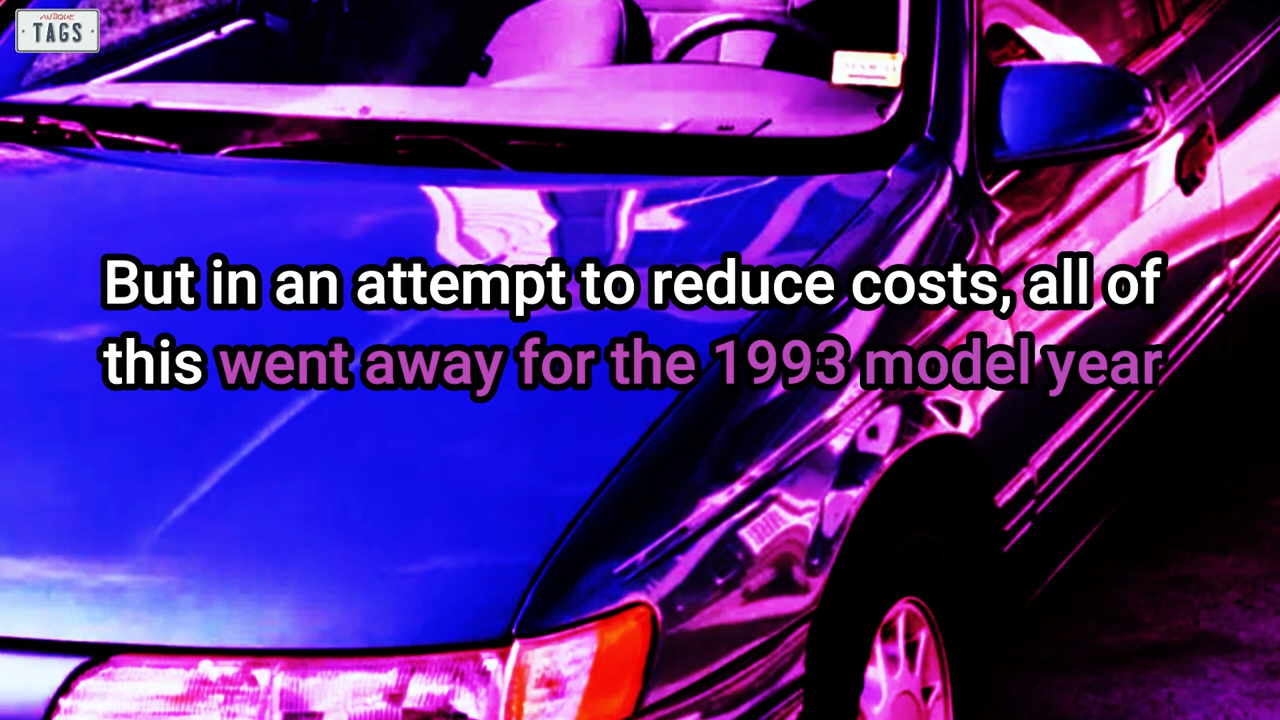 ANTIQUE
TAGS
But in an attempt to reduce costs, all of
this went away for the 1993 model year